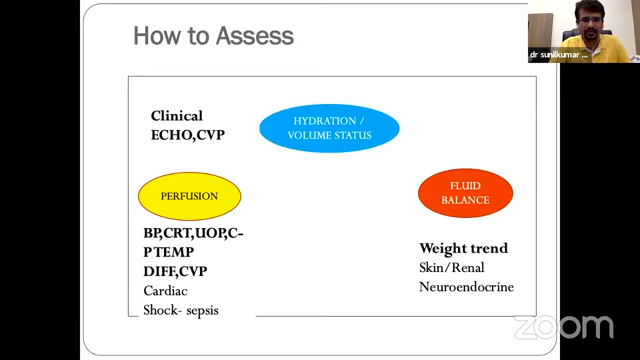 How to Assess
dr sunilkumar ...
Clinical
ECHO,CVP
HYDRATION /
VOLUME STATUS
PERFUSION
FLUID
BALANCE
BP,CRT,UOP,C-
P TEMP
DIFF,CVP
Cardiac
Shock- sepsis
Weight trend
Skin/Renal
Neuroendocrine
zoom